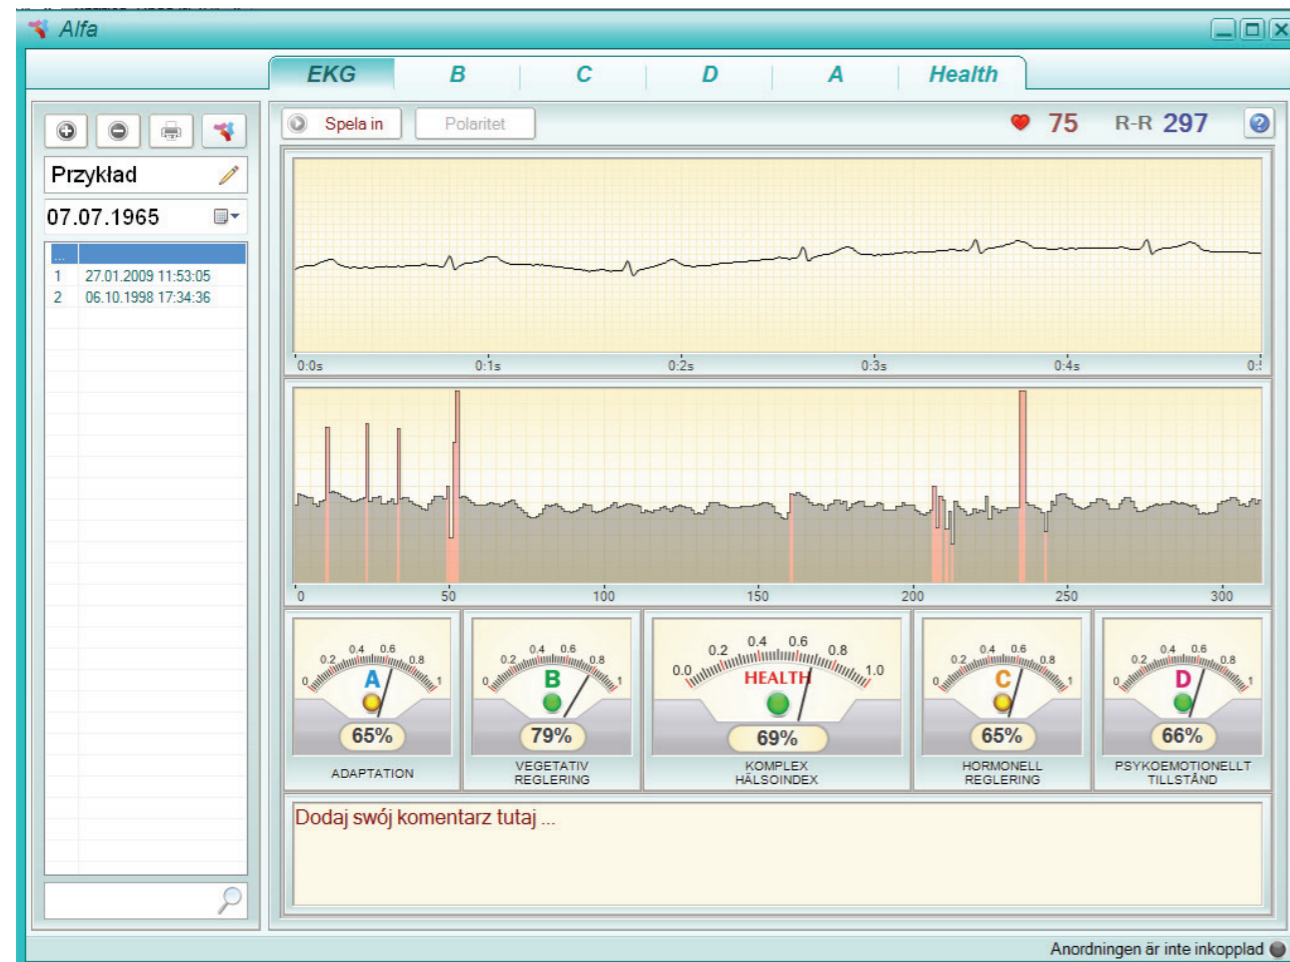 Alfa
EKG B C D A Health
Spela in Polaritet 75 R-R 297
Przykład
07.07.1965
...
1 27.01.2009 11:53:05
2 06.10.1998 17:34:36
0:0s 0:1s 0:2s 0:3s 0:4s
0 50 100 150 200 250 300
0 0.2 0.4 0.6 0.8 1
A
65%
ADAPTATION
0 0.2 0.4 0.6 0.8 1
B
79%
VEGETATIV
REGLERING
0.0 0.2 0.4 0.6 0.8 1.0
HEALTH
69%
KOMPLEX
HÄLSOINDEX
0 0.2 0.4 0.6 0.8 1
C
65%
HORMONELL
REGLERING
0 0.2 0.4 0.6 0.8 1
D
66%
PSYKOEMOTIONELLT
TILLSTÅND
Dodaj swój komentarz tutaj ...
Anordningen är inte inkopplad